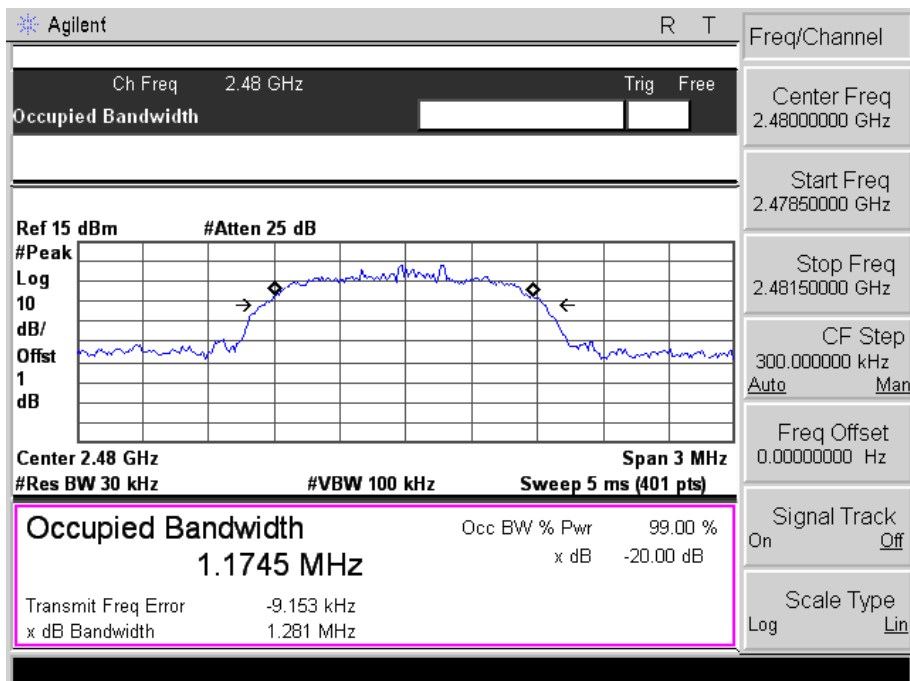 Agilent R T
Ch Freq 2.48 GHz Trig Free
Occupied Bandwidth
Ref 15 dBm #Atten 25 dB
#Peak
Log
10
dB/
Offst
1
dB
Center 2.48 GHz Span 3 MHz
#Res BW 30 kHz #VBW 100 kHz Sweep 5 ms (401 pts)
Occupied Bandwidth Occ BW % Pwr 99.00 %
1.1745 MHz x dB -20.00 dB
Transmit Freq Error -9.153 kHz
x dB Bandwidth 1.281 MHz
Freq/Channel
Center Freq
2.48000000 GHz
Start Freq
2.47850000 GHz
Stop Freq
2.48150000 GHz
CF Step
300.000000 kHz
Auto Man
Freq Offset
0.00000000 Hz
Signal Track
On Off
Scale Type
Log Lin